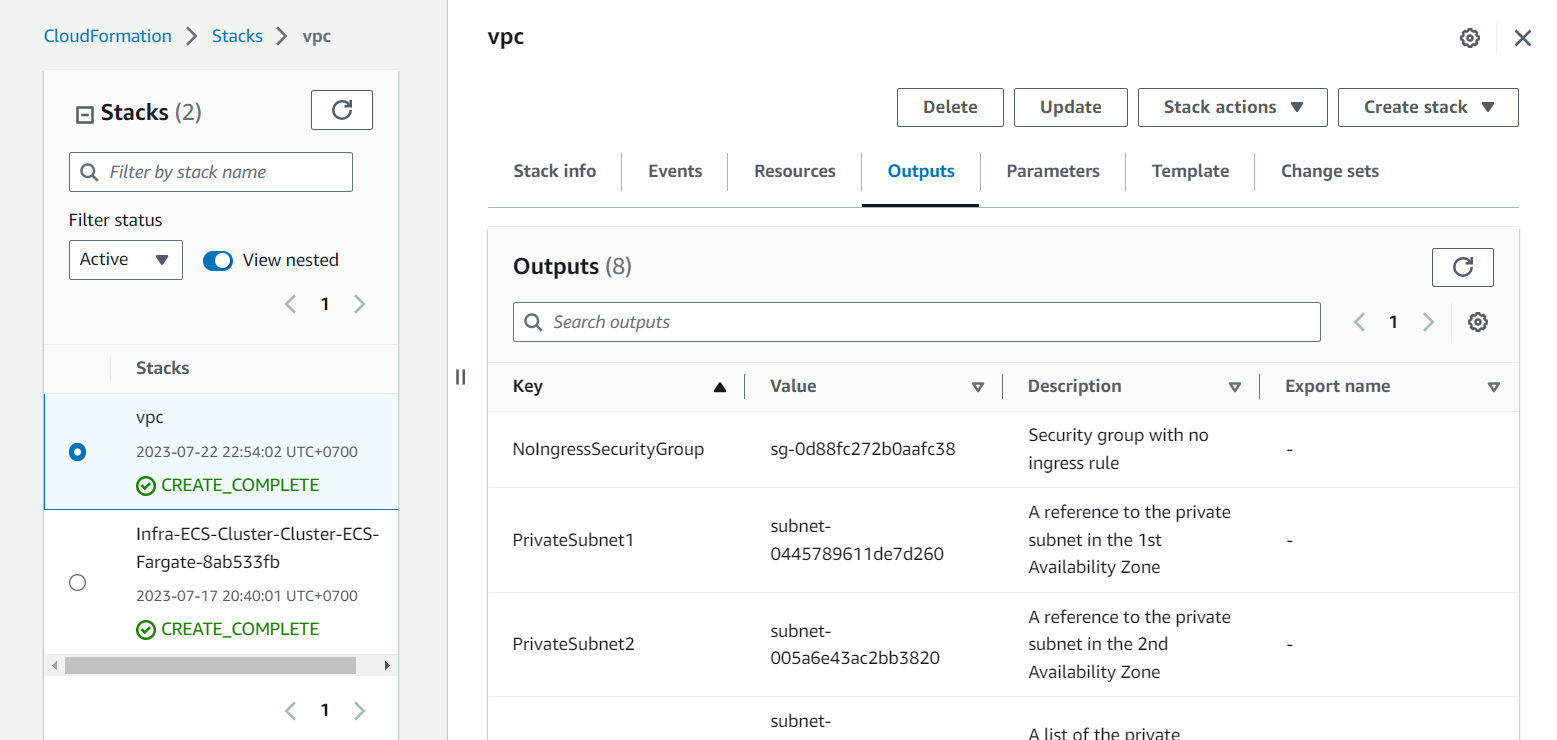 CloudFormation > Stacks > vpc
Stacks (2)
Filter by stack name
Filter status
Active
View nested
1
Stacks
vpc
2023-07-22 22:54:02 UTC+0700
CREATE_COMPLETE
Infra-ECS-Cluster-Cluster-ECS-
Fargate-8ab533fb
2023-07-17 20:40:01 UTC+0700
CREATE_COMPLETE
1
vpc
Delete Update Stack actions Create stack
Stack info Events Resources Outputs Parameters Template Change sets
Outputs (8)
Search outputs
1
Key Value Description Export name
NoIngressSecurityGroup sg-0d88fc272b0aafc38 Security group with no
ingress rule -
PrivateSubnet1 subnet-
0445789611de7d260 A reference to the private
subnet in the 1st
Availability Zone -
PrivateSubnet2 subnet-
005a6e43ac2bb3820 A reference to the private
subnet in the 2nd
Availability Zone -
subnet-
A list of the private